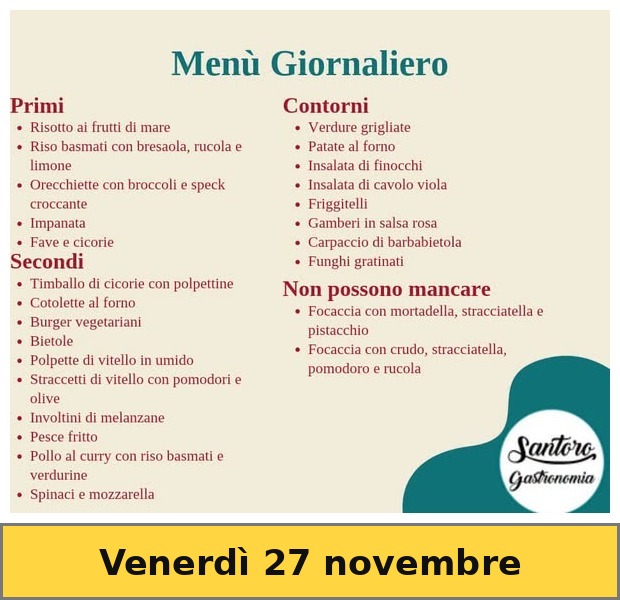 Menù Giornaliero
Primi
Risotto ai frutti di mare
Riso basmati con bresaola, rucola e
limone
Orecchiette con broccoli e speck
croccante
Impanata
Fave e cicorie
Secondi
Timballo di cicorie con polpettine
Cotolette al forno
Burger vegetariani
Bietole
Polpette di vitello in umido
Straccetti di vitello con pomodori e
olive
Involtini di melanzane
Pesce fritto
Pollo al curry con riso basmati e
verdurine
Spinaci e mozzarella
Contorni
Verdure grigliate
Patate al forno
Insalata di finocchi
Insalata di cavolo viola
Friggitelli
Gamberi in salsa rosa
Carpaccio di barbabietola
Funghi gratinati
Non possono mancare
Focaccia con mortadella, stracciatella e
pistacchio
Focaccia con crudo, stracciatella,
pomodoro e rucola
Santoro
Gastronomia
Venerdì 27 novembre